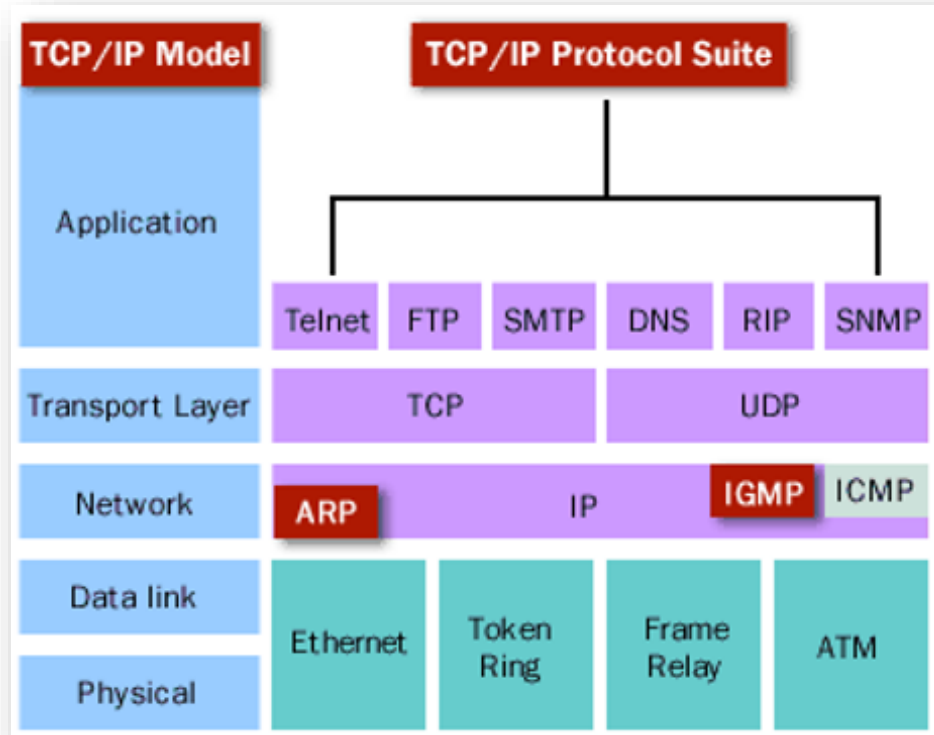 TCP/IP Model
TCP/IP Protocol Suite
Application
Telnet
FTP
SMTP
DNS
RIP
SNMP
Transport Layer
TCP
UDP
Network
ARP
IP
IGMP
ICMP
Data link
Physical
Ethernet
Token
Ring
Frame
Relay
ATM